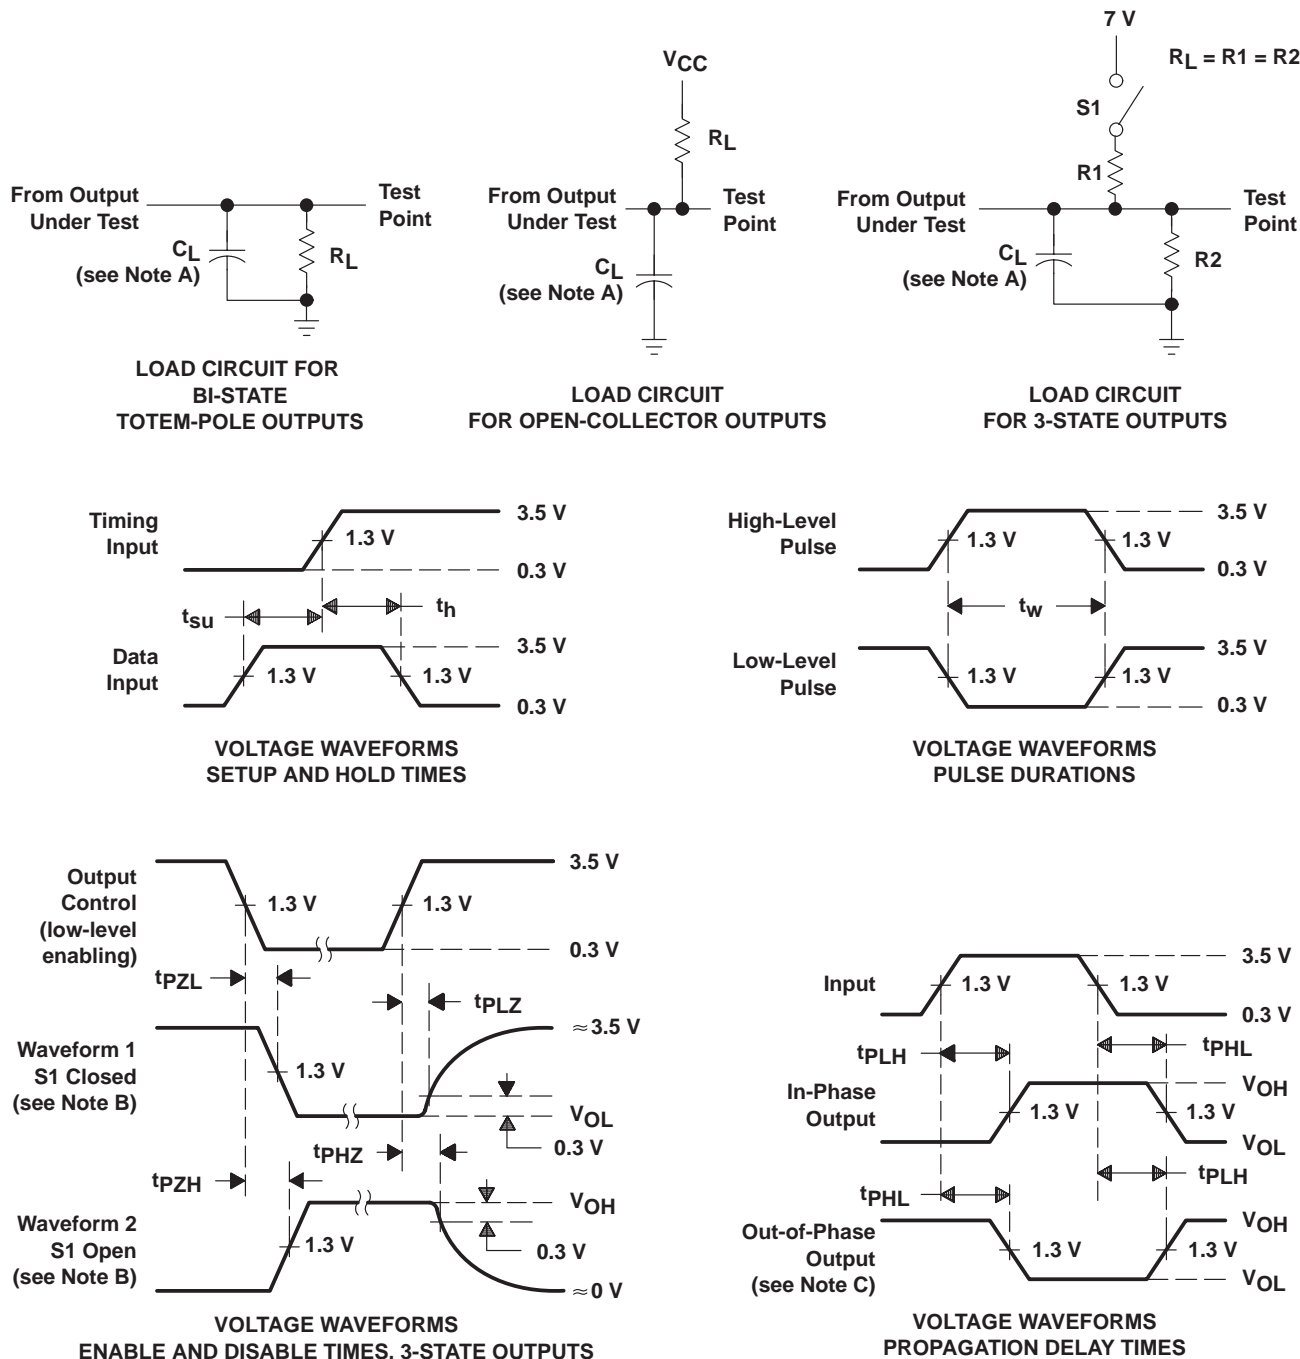 From Output
Under Test
Test
Point
CL
(see Note A)
RL
LOAD CIRCUIT FOR
BI-STATE
TOTEM-POLE OUTPUTS
VCC
RL
From Output
Under Test
Test
Point
CL
(see Note A)
LOAD CIRCUIT
FOR OPEN-COLLECTOR OUTPUTS
7 V
RL = R1 = R2
S1
R1
From Output
Under Test
Test
Point
CL
(see Note A)
R2
LOAD CIRCUIT
FOR 3-STATE OUTPUTS
Timing
Input
1.3 V
3.5 V
0.3 V
tsu
th
Data
Input
1.3 V
1.3 V
3.5 V
0.3 V
VOLTAGE WAVEFORMS
SETUP AND HOLD TIMES
High-Level
Pulse
1.3 V
1.3 V
3.5 V
0.3 V
tw
Low-Level
Pulse
1.3 V
1.3 V
3.5 V
0.3 V
VOLTAGE WAVEFORMS
PULSE DURATIONS
Output
Control
(low-level
enabling)
1.3 V
1.3 V
3.5 V
0.3 V
tPZL
tPLZ
Waveform 1
S1 Closed
(see Note B)
1.3 V
≈3.5 V
VOL
0.3 V
tPHZ
tPZH
Waveform 2
S1 Open
(see Note B)
1.3 V
VOH
0.3 V
≈0 V
VOLTAGE WAVEFORMS
ENABLE AND DISABLE TIMES, 3-STATE OUTPUTS
Input
1.3 V
1.3 V
3.5 V
0.3 V
tPLH
tPHL
In-Phase
Output
1.3 V
1.3 V
VOH
VOL
tPHL
tPLH
Out-of-Phase
Output
(see Note C)
1.3 V
1.3 V
VOH
VOL
VOLTAGE WAVEFORMS
PROPAGATION DELAY TIMES